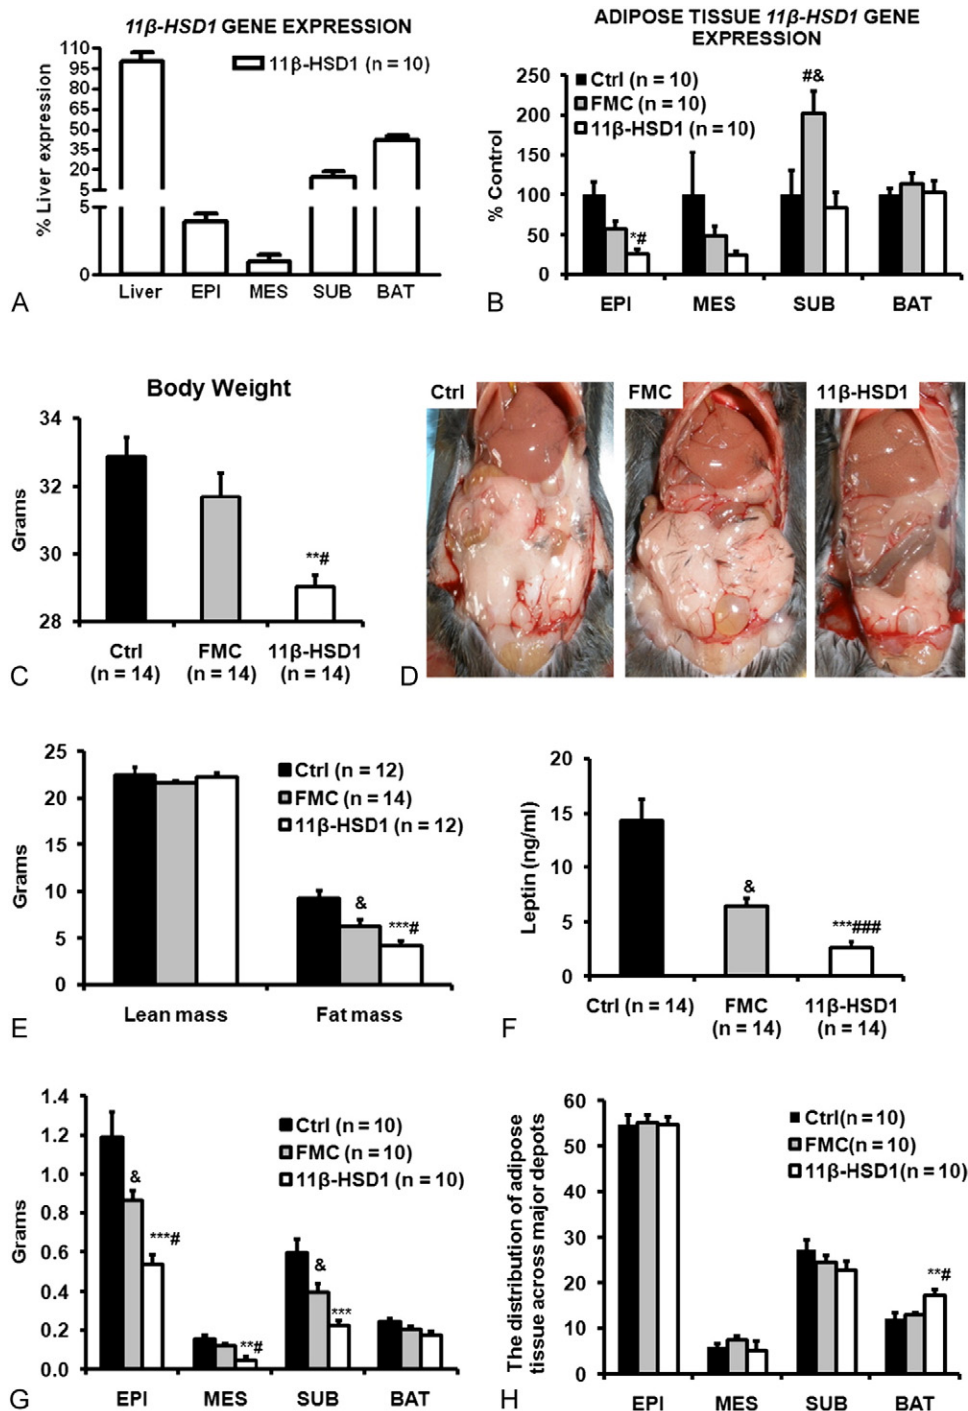 11β-HSD1 GENE EXPRESSION
% Liver expression
110
95
80
65
50
35
20
5
5
0
11β-HSD1 (n = 10)
Liver EPI MES SUB BAT
A
ADIPOSE TISSUE 11β-HSD1 GENE
EXPRESSION
% Control
250
200
150
100
50
0
Ctrl (n = 10)
FMC (n = 10)
11β-HSD1 (n = 10)
*#
#&
EPI MES SUB BAT
B
Body Weight
Grams
34
32
30
28
**#
Ctrl FMC 11β-HSD1
(n = 14) (n = 14) (n = 14)
C
Ctrl FMC 11β-HSD1
D
Grams
25
20
15
10
5
0
Ctrl (n = 12)
FMC (n = 14)
11β-HSD1 (n = 12)
&
***#
Lean mass Fat mass
E
Leptin (ng/ml)
20
15
10
5
0
&
***###
Ctrl (n = 14) FMC 11β-HSD1
(n = 14) (n = 14)
F
Grams
1.4
1.2
1.0
0.8
0.6
0.4
0.2
0.0
Ctrl (n = 10)
FMC (n = 10)
11β-HSD1 (n = 10)
&
***#
**#
&
***
EPI MES SUB BAT
G
The distribution of adipose
tissue across major depots
60
50
40
30
20
10
0
Ctrl(n = 10)
FMC(n = 10)
11β-HSD1(n = 10)
**#
EPI MES SUB BAT
H